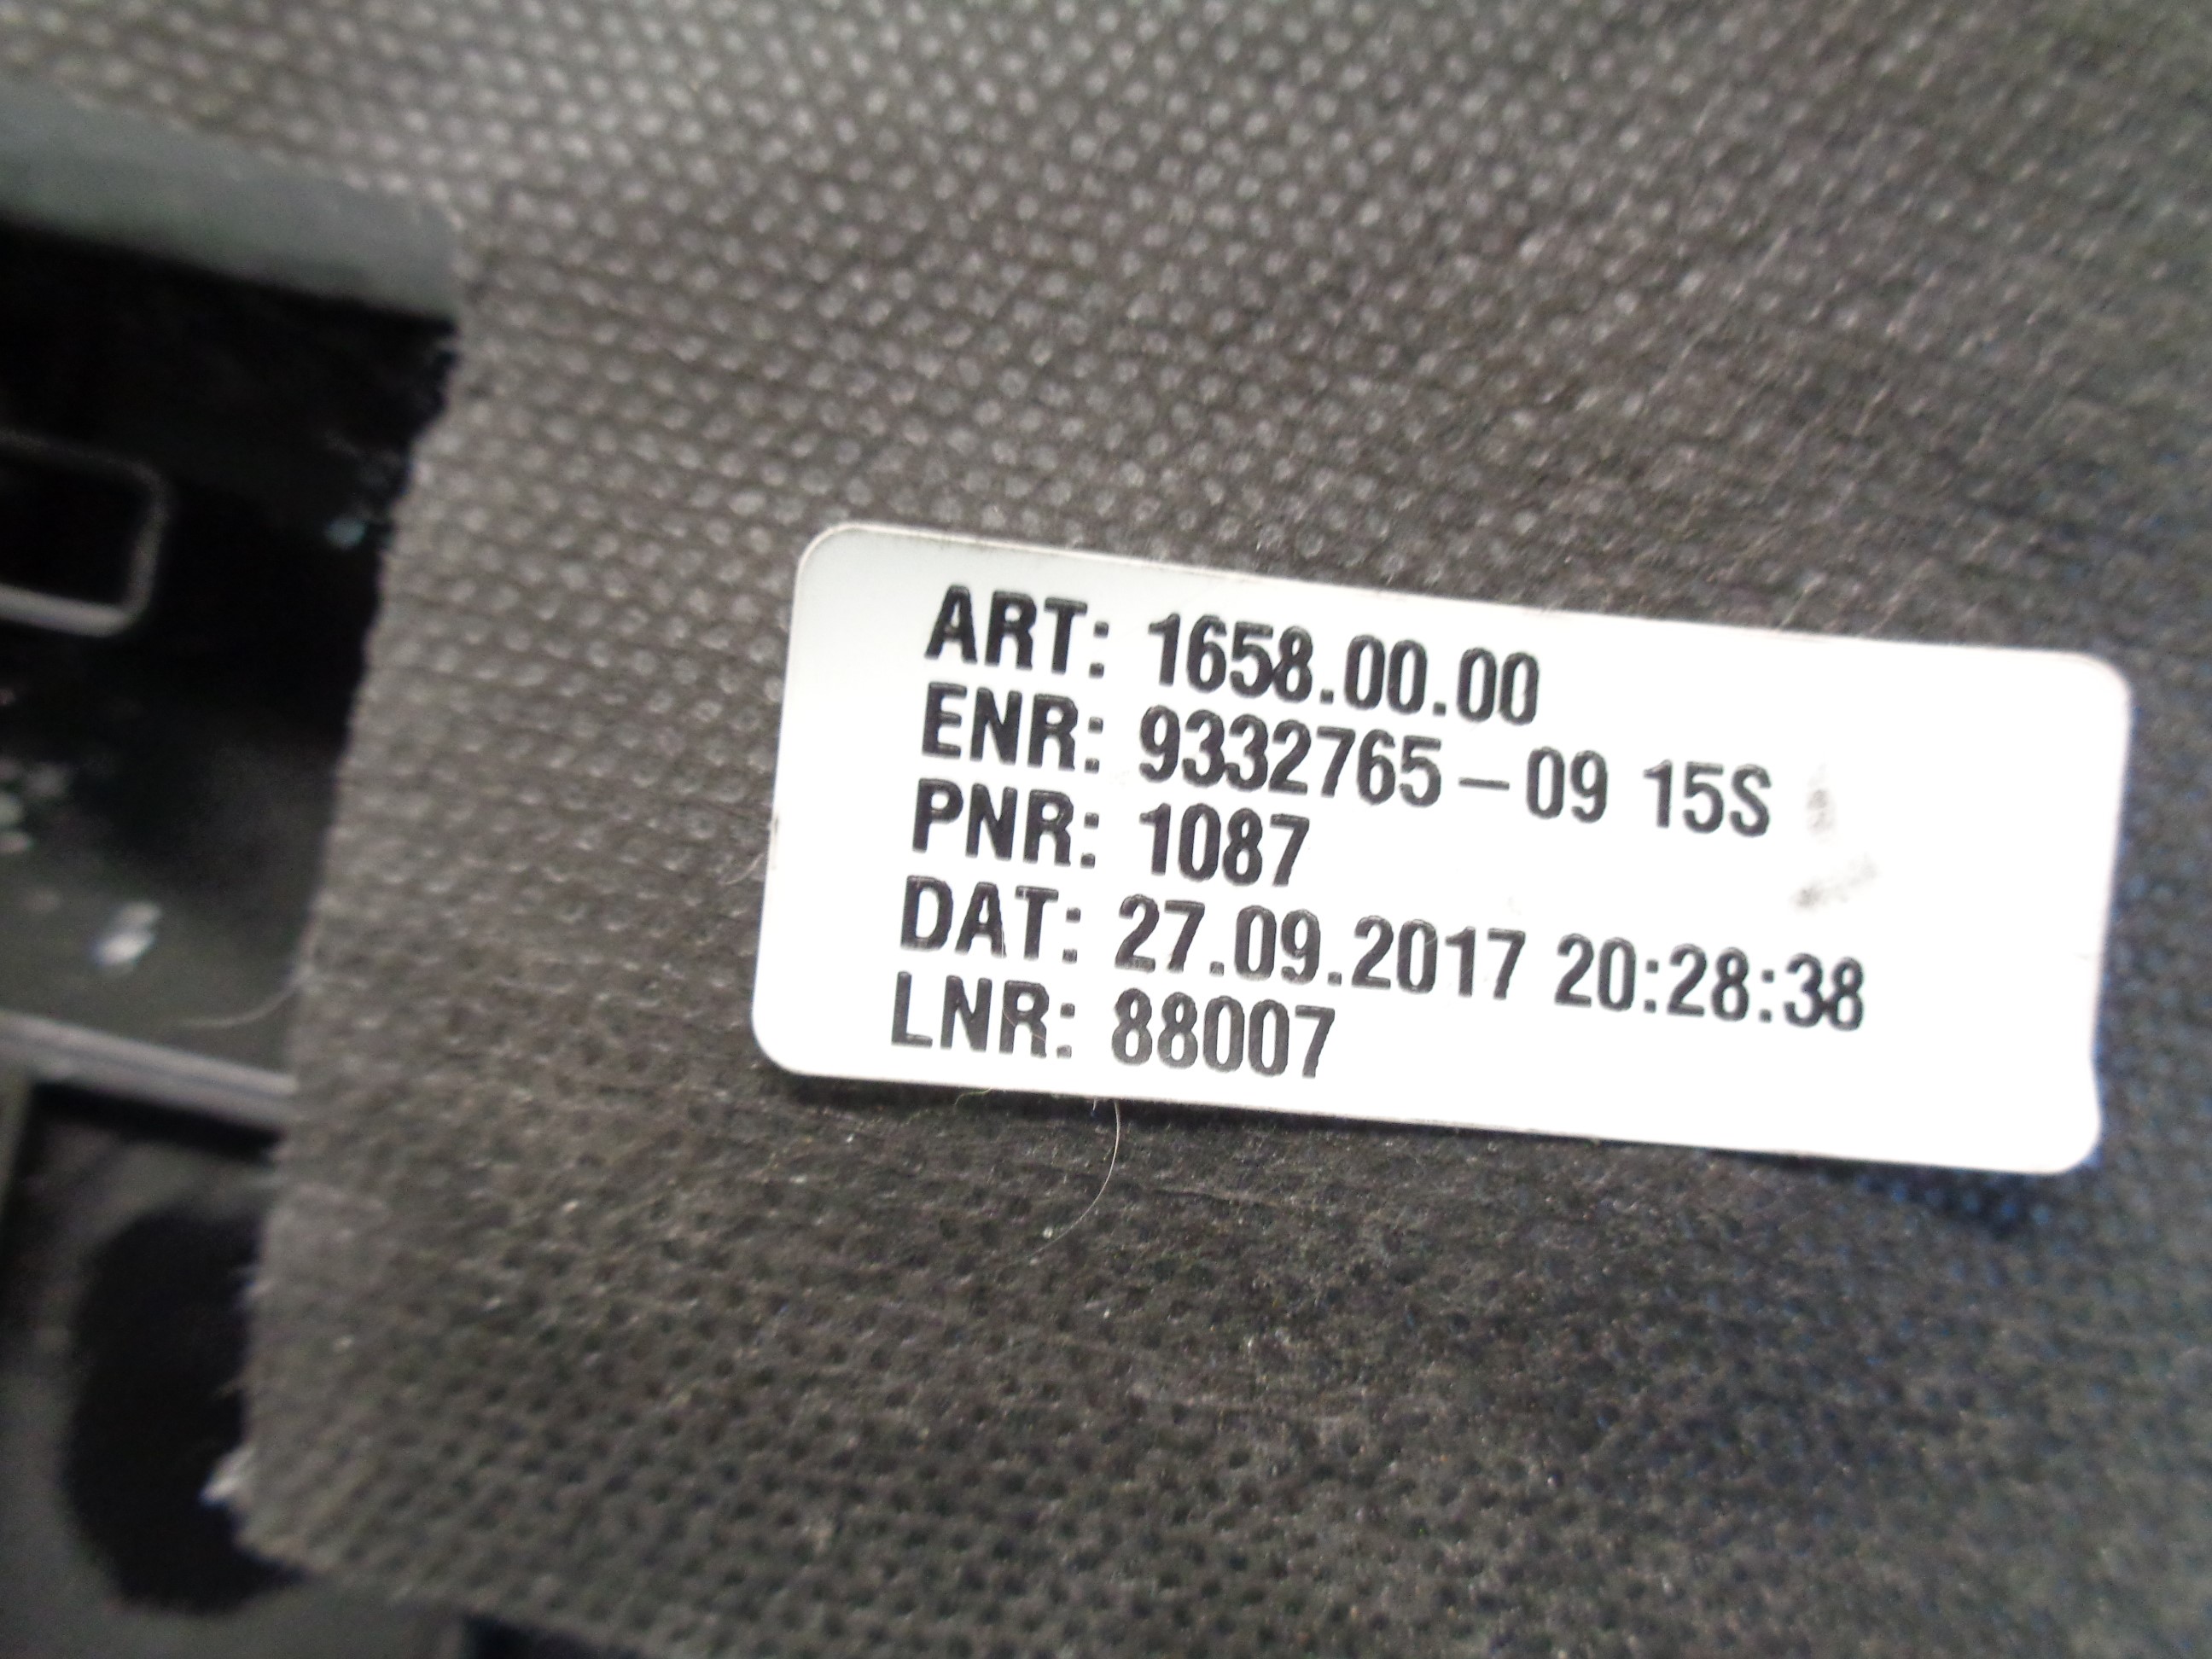 ART: 1658.00.00
ENR: 9332765-09 15S
PNR: 1087
DAT: 27.09.2017 20:28:38
LNR: 88007